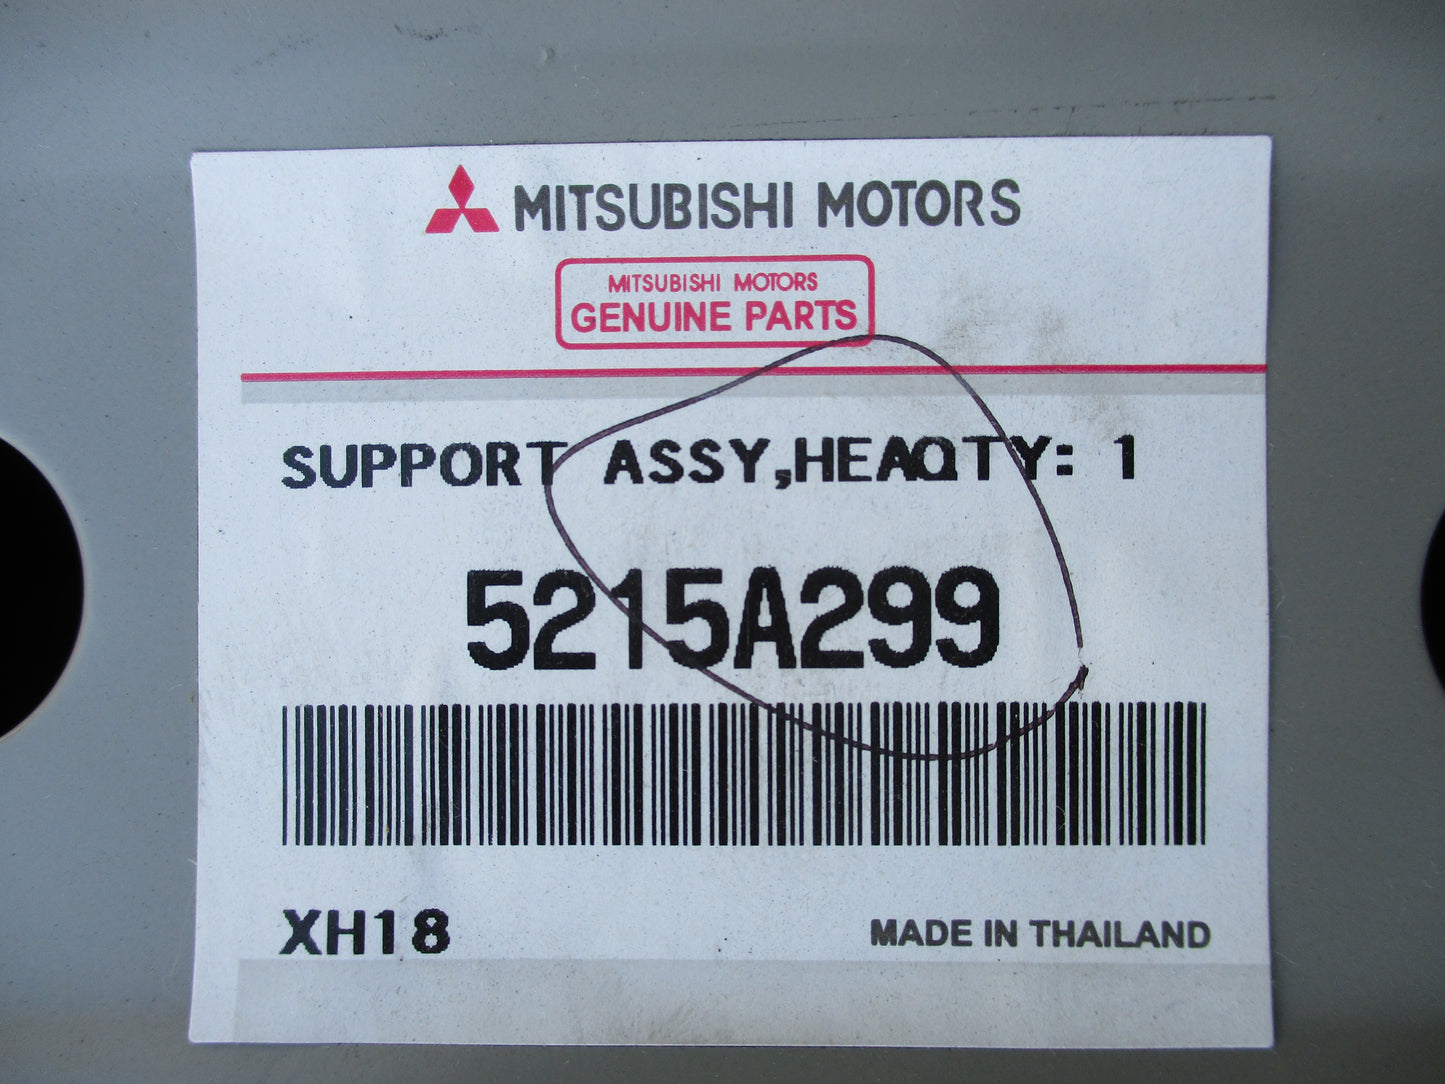 MITSUBISHI MOTORS
MITSUBISHI MOTORS
GENUINE PARTS
SUPPORT ASSY,HEAQTY: 1
5215A299
XH18
MADE IN THAILAND